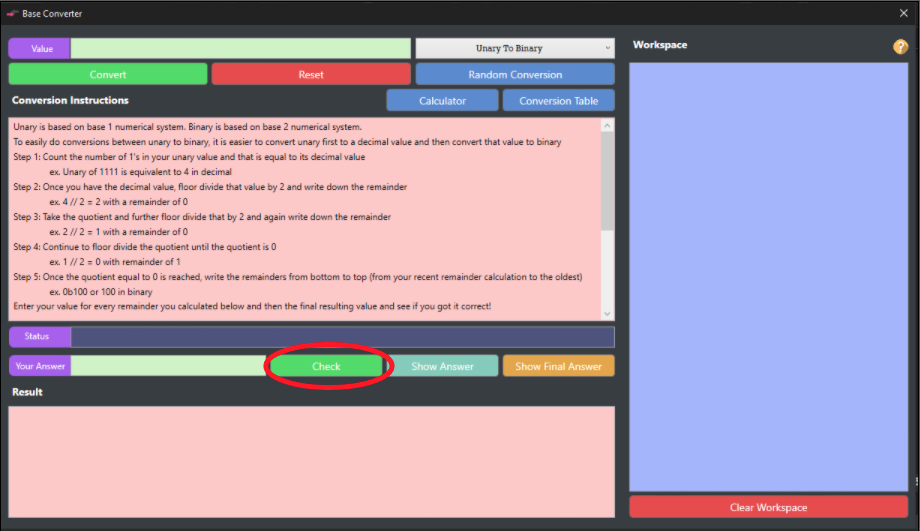 Base Converter
Value
Unary To Binary
Workspace
?
Convert
Reset
Random Conversion
Conversion Instructions
Calculator
Conversion Table
Unary is based on base 1 numerical system. Binary is based on base 2 numerical system.
To easily do conversions between unary to binary, it is easier to convert unary first to a decimal value and then convert that value to binary
Step 1: Count the number of 1's in your unary value and that is equal to its decimal value
ex. Unary of 1111 is equivalent to 4 in decimal
Step 2: Once you have the decimal value, floor divide that value by 2 and write down the remainder
ex. 4 // 2 = 2 with a remainder of 0
Step 3: Take the quotient and further floor divide that by 2 and again write down the remainder
ex. 2 // 2 = 1 with a remainder of 0
Step 4: Continue to floor divide the quotient until the quotient is 0
ex. 1 // 2 = 0 with remainder of 1
Step 5: Once the quotient equal to 0 is reached, write the remainders from bottom to top (from your recent remainder calculation to the oldest)
ex. 0b100 or 100 in binary
Enter your value for every remainder you calculated below and then the final resulting value and see if you got it correct!
Status
Your Answer
Check
Show Answer
Show Final Answer
Result
Clear Workspace